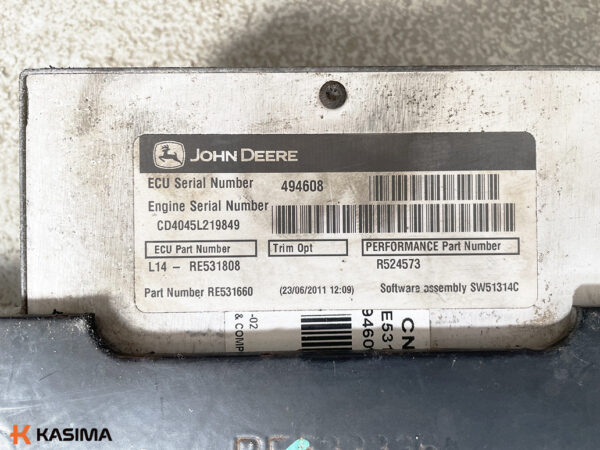 JOHN DEERE
ECU Serial Number 494608
Engine Serial Number
CD4045L219849
ECU Part Number Trim Opt PERFORMANCE Part Number
L14 - RE531808 R524573
Part Number RE531660 (23/06/2011 12:09) Software assembly SW51314C
-02
& COMP
CN
E531
9460
KASIMA